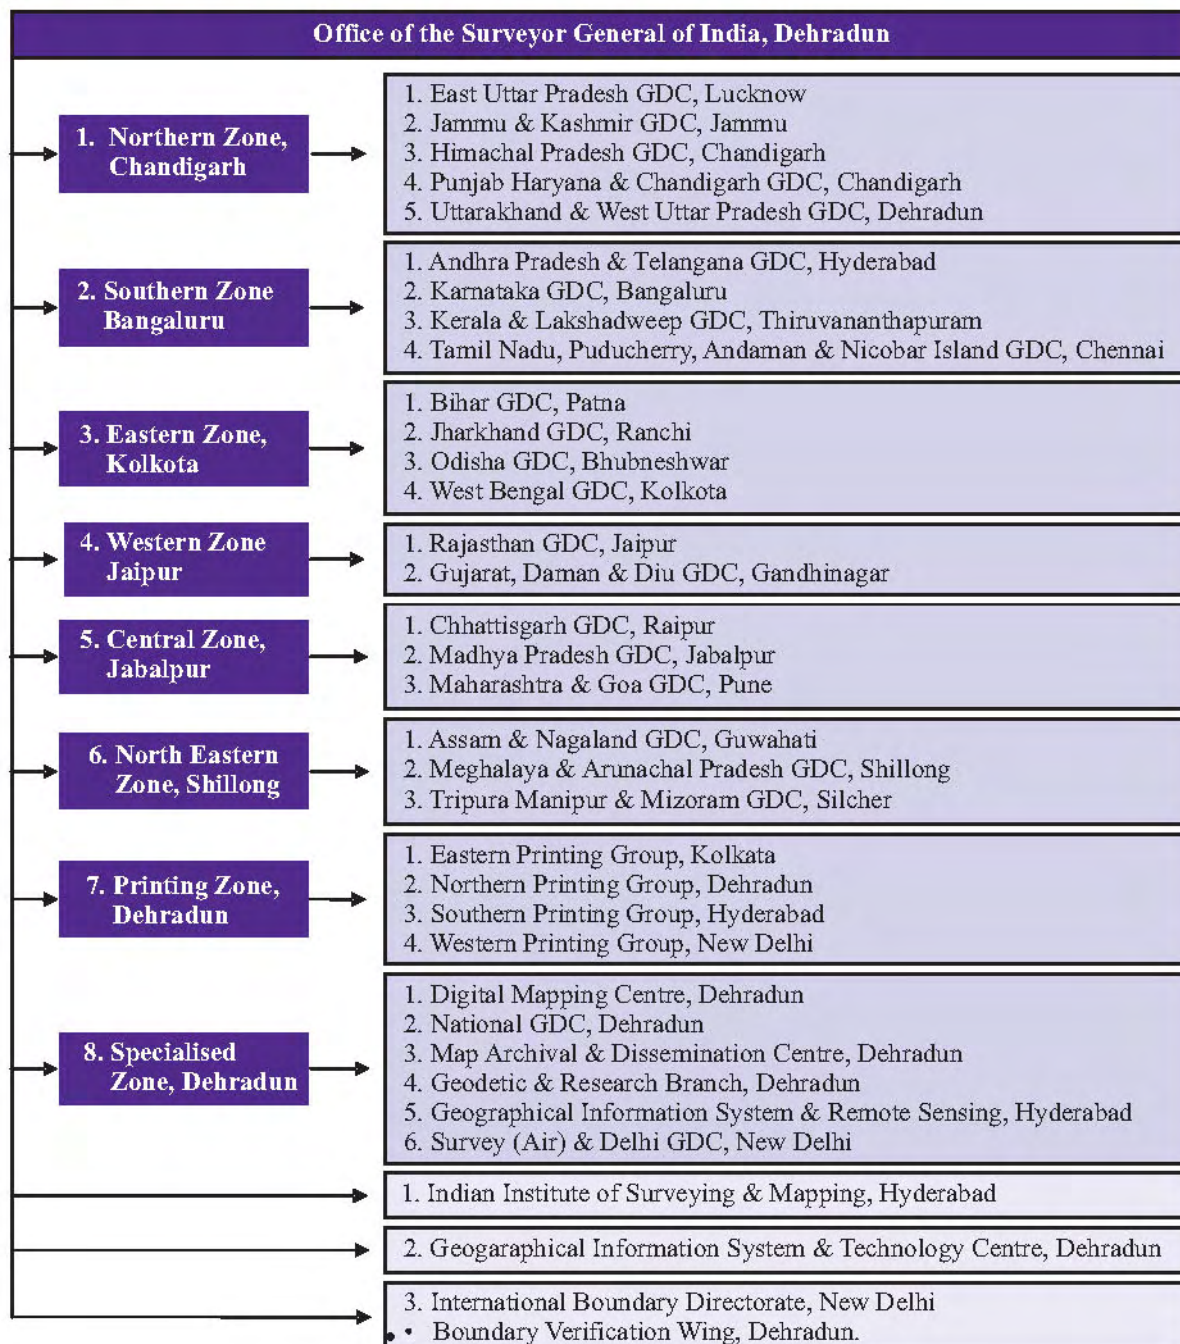 Office of the Surveyor General of India, Dehradun
1. Northern Zone,
Chandigarh
1. East Uttar Pradesh GDC, Lucknow
2. Jammu & Kashmir GDC, Jammu
3. Himachal Pradesh GDC, Chandigarh
4. Punjab Haryana & Chandigarh GDC, Chandigarh
5. Uttarakhand & West Uttar Pradesh GDC, Dehradun
2. Southern Zone
Bangaluru
1. Andhra Pradesh & Telangana GDC, Hyderabad
2. Karnataka GDC, Bangaluru
3. Kerala & Lakshadweep GDC, Thiruvananthapuram
4. Tamil Nadu, Puducherry, Andaman & Nicobar Island GDC, Chennai
3. Eastern Zone,
Kolkota
1. Bihar GDC, Patna
2. Jharkhand GDC, Ranchi
3. Odisha GDC, Bhubneshwar
4. West Bengal GDC, Kolkota
4. Western Zone
Jaipur
1. Rajasthan GDC, Jaipur
2. Gujarat, Daman & Diu GDC, Gandhinagar
5. Central Zone,
Jabalpur
1. Chhattisgarh GDC, Raipur
2. Madhya Pradesh GDC, Jabalpur
3. Maharashtra & Goa GDC, Pune
6. North Eastern
Zone, Shillong
1. Assam & Nagaland GDC, Guwahati
2. Meghalaya & Arunachal Pradesh GDC, Shillong
3. Tripura Manipur & Mizoram GDC, Silcher
7. Printing Zone,
Dehradun
1. Eastern Printing Group, Kolkata
2. Northern Printing Group, Dehradun
3. Southern Printing Group, Hyderabad
4. Western Printing Group, New Delhi
8. Specialised
Zone, Dehradun
1. Digital Mapping Centre, Dehradun
2. National GDC, Dehradun
3. Map Archival & Dissemination Centre, Dehradun
4. Geodetic & Research Branch, Dehradun
5. Geographical Information System & Remote Sensing, Hyderabad
6. Survey (Air) & Delhi GDC, New Delhi
1. Indian Institute of Surveying & Mapping, Hyderabad
2. Geogaraphical Information System & Technology Centre, Dehradun
3. International Boundary Directorate, New Delhi
• • Boundary Verification Wing, Dehradun.